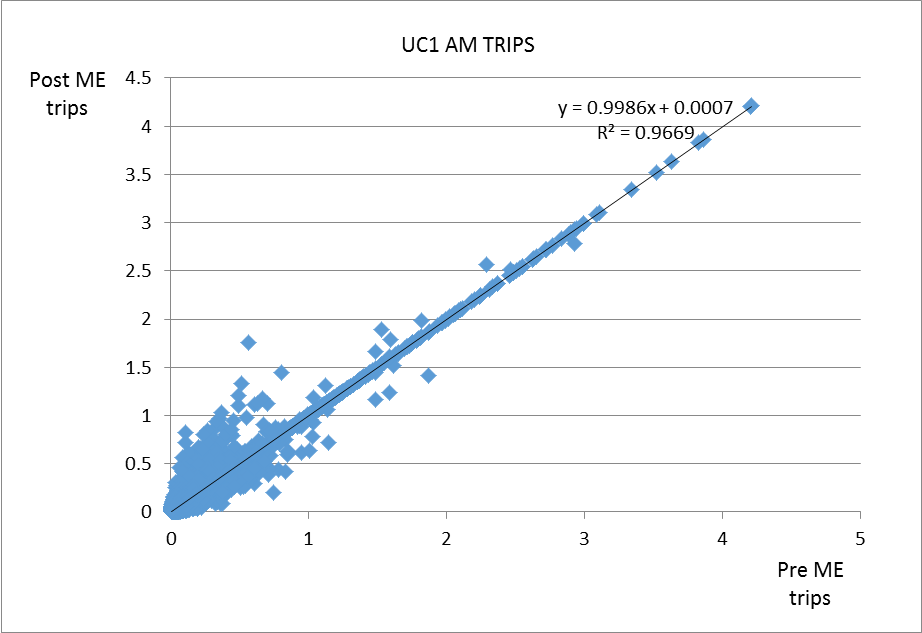 UC1 AM TRIPS
Post ME
trips
4.5
4
3.5
3
2.5
2
1.5
1
0.5
0
y = 0.9986x + 0.0007
R² = 0.9669
0
1
2
3
4
5
Pre ME
trips